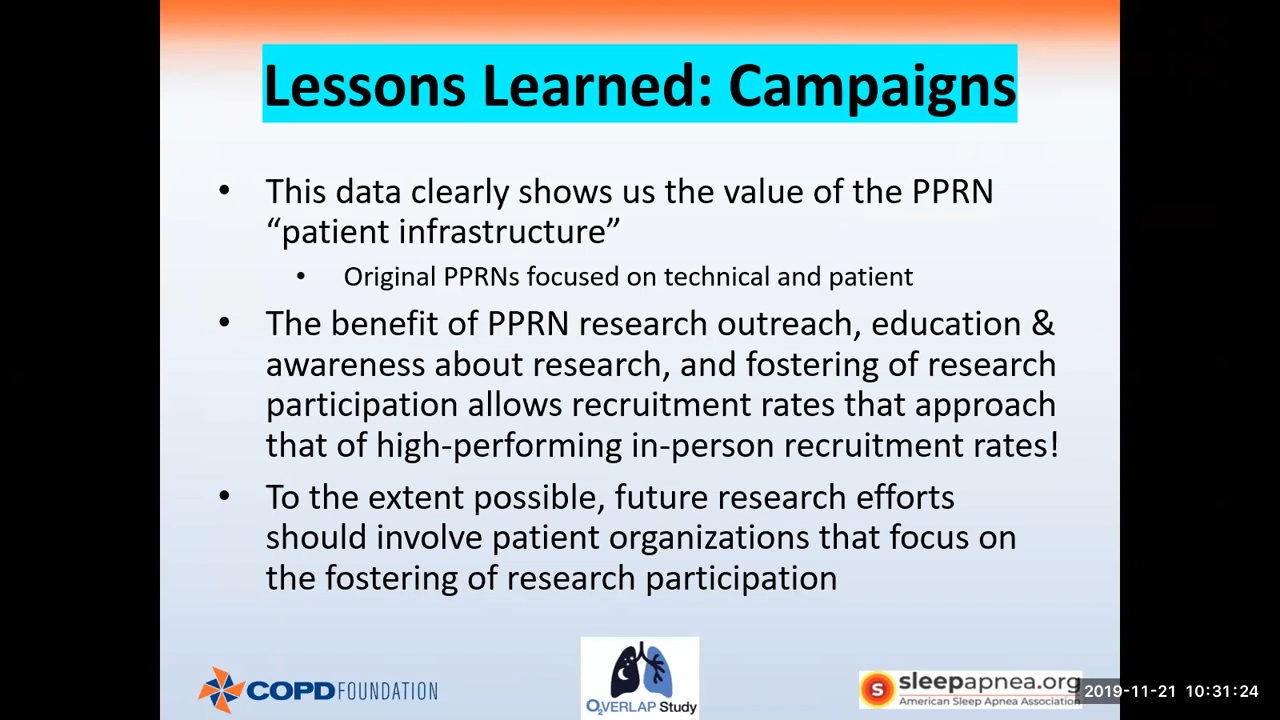 Lessons Learned: Campaigns
• This data clearly shows us the value of the PPRN
“patient infrastructure”
• Original PPRNs focused on technical and patient
• The benefit of PPRN research outreach, education &
awareness about research, and fostering of research
participation allows recruitment rates that approach
that of high-performing in-person recruitment rates!
• To the extent possible, future research efforts
should involve patient organizations that focus on
the fostering of research participation
COPD FOUNDATION
O₂VERLAP Study
S
sleepapnea.org
American Sleep Apnea Association
2019-11-21 10:31:24